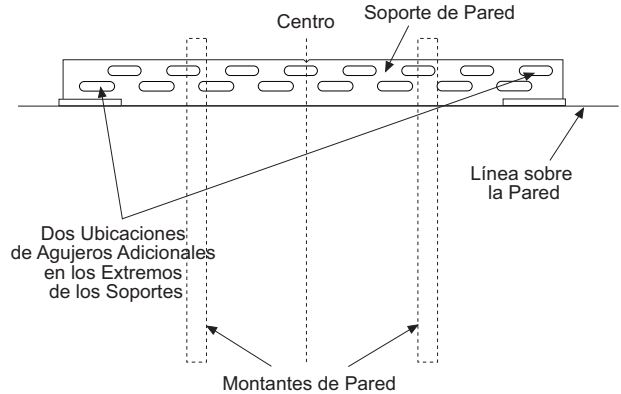 Centro
Soporte de Pared
Línea sobre
la Pared
Dos Ubicaciones
de Agujeros Adicionales
en los Extremos
de los Soportes
Montantes de Pared